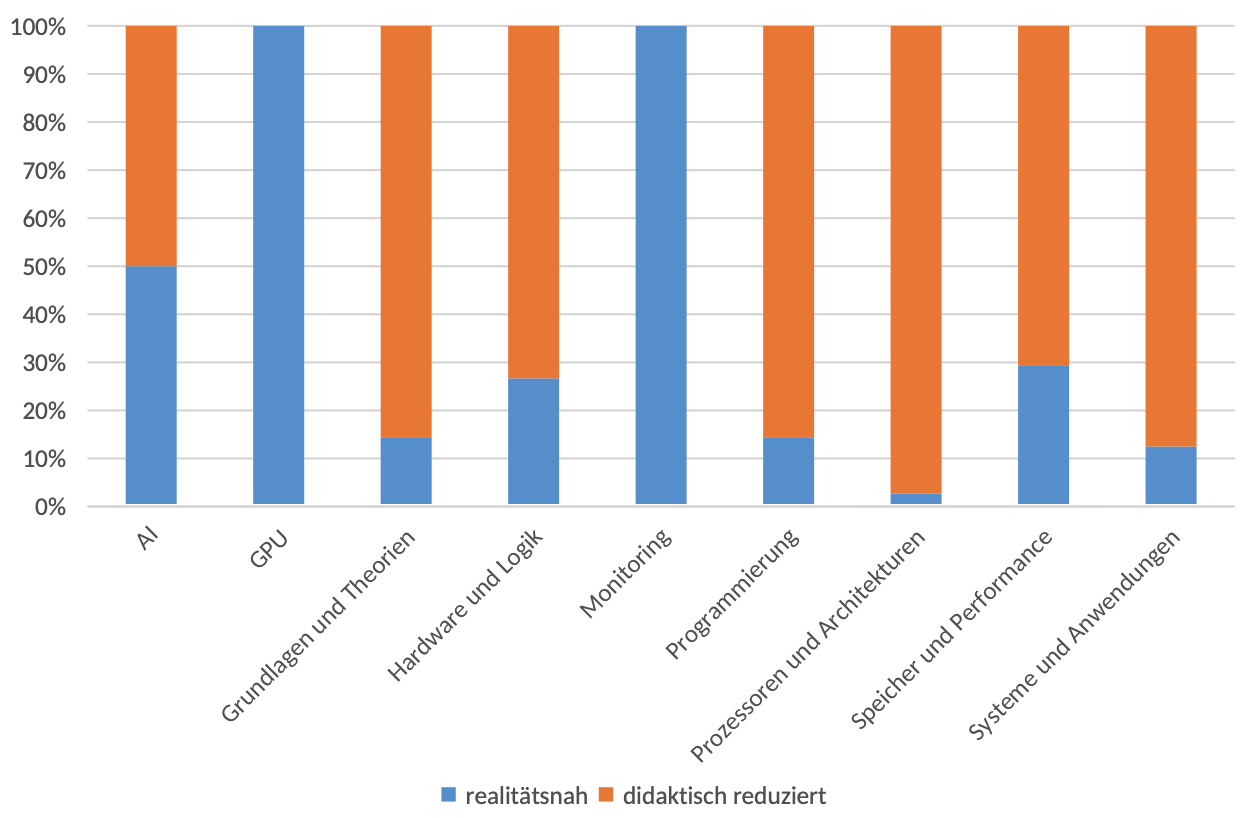 100%
90%
80%
70%
60%
50%
40%
30%
20%
10%
0%
AI
GPU
Grundlagen und Theorien
Hardware und Logik
Monitoring
Programmierung
Prozessoren und Architekturen
Speicher und Performance
Systeme und Anwendungen
realitätsnah didaktisch reduziert